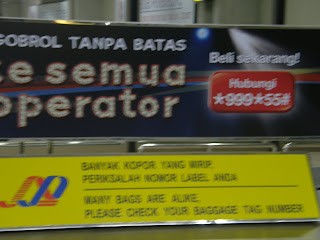 NGOBROL TANPA BATAS
ke semua
operator
Beli sekarang!
Hubungi
*999*55#
BANYAK KOPOR YANG MIRIP,
PERIKSALAH NOMOR LABEL ANDA
MANY BAGS ARE ALIKE,
PLEASE CHECK YOUR BAGGAGE TAG NUMBER